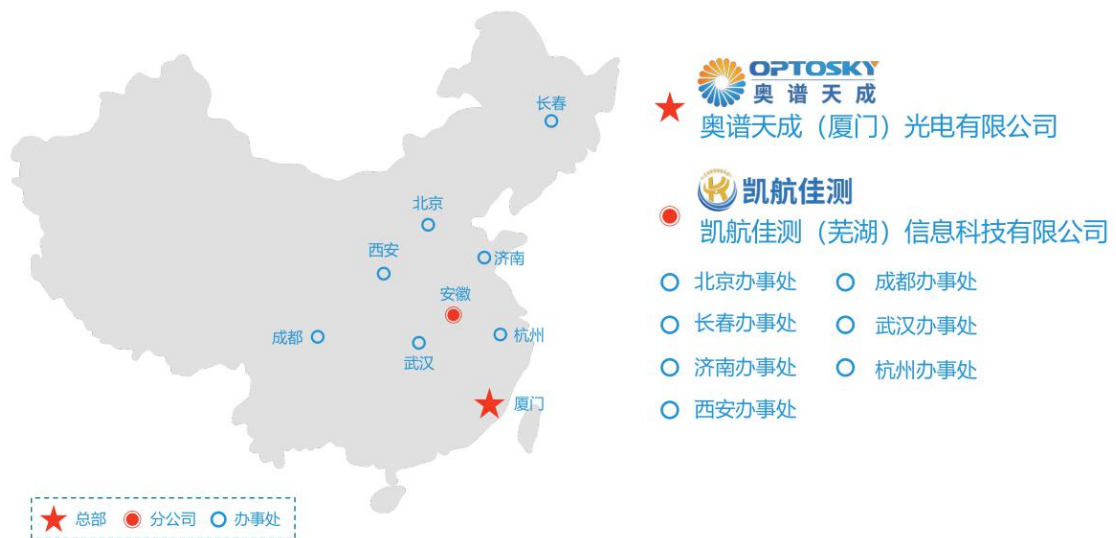 长春
北京
西安
济南
安徽
成都
武汉
杭州
厦门
总部
分公司
办事处
OPTOSKY
奥谱天成
奥谱天成（厦门）光电有限公司
凯航佳测
凯航佳测（芜湖）信息科技有限公司
北京办事处
成都办事处
长春办事处
武汉办事处
济南办事处
杭州办事处
西安办事处